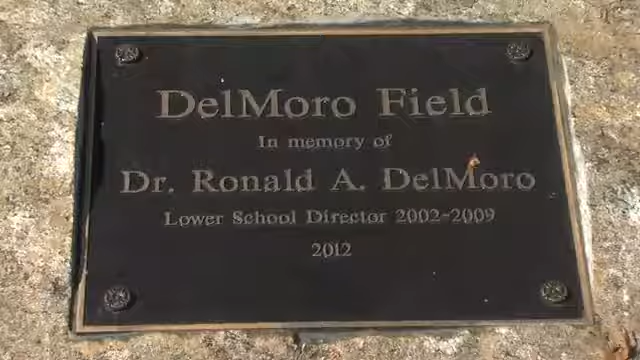 DelMoro Field
In memory of
Dr. Ronald A. DelMoro
Lower School Director 2002-2009
2012